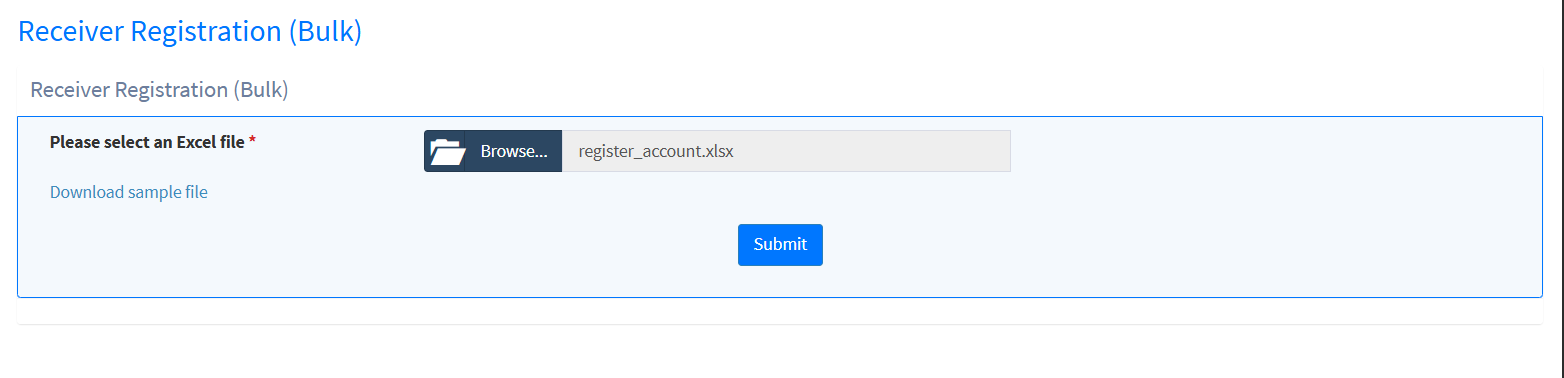 Receiver Registration (Bulk)
Receiver Registration (Bulk)
Please select an Excel file *
Browse... register_account.xlsx
Download sample file
Submit